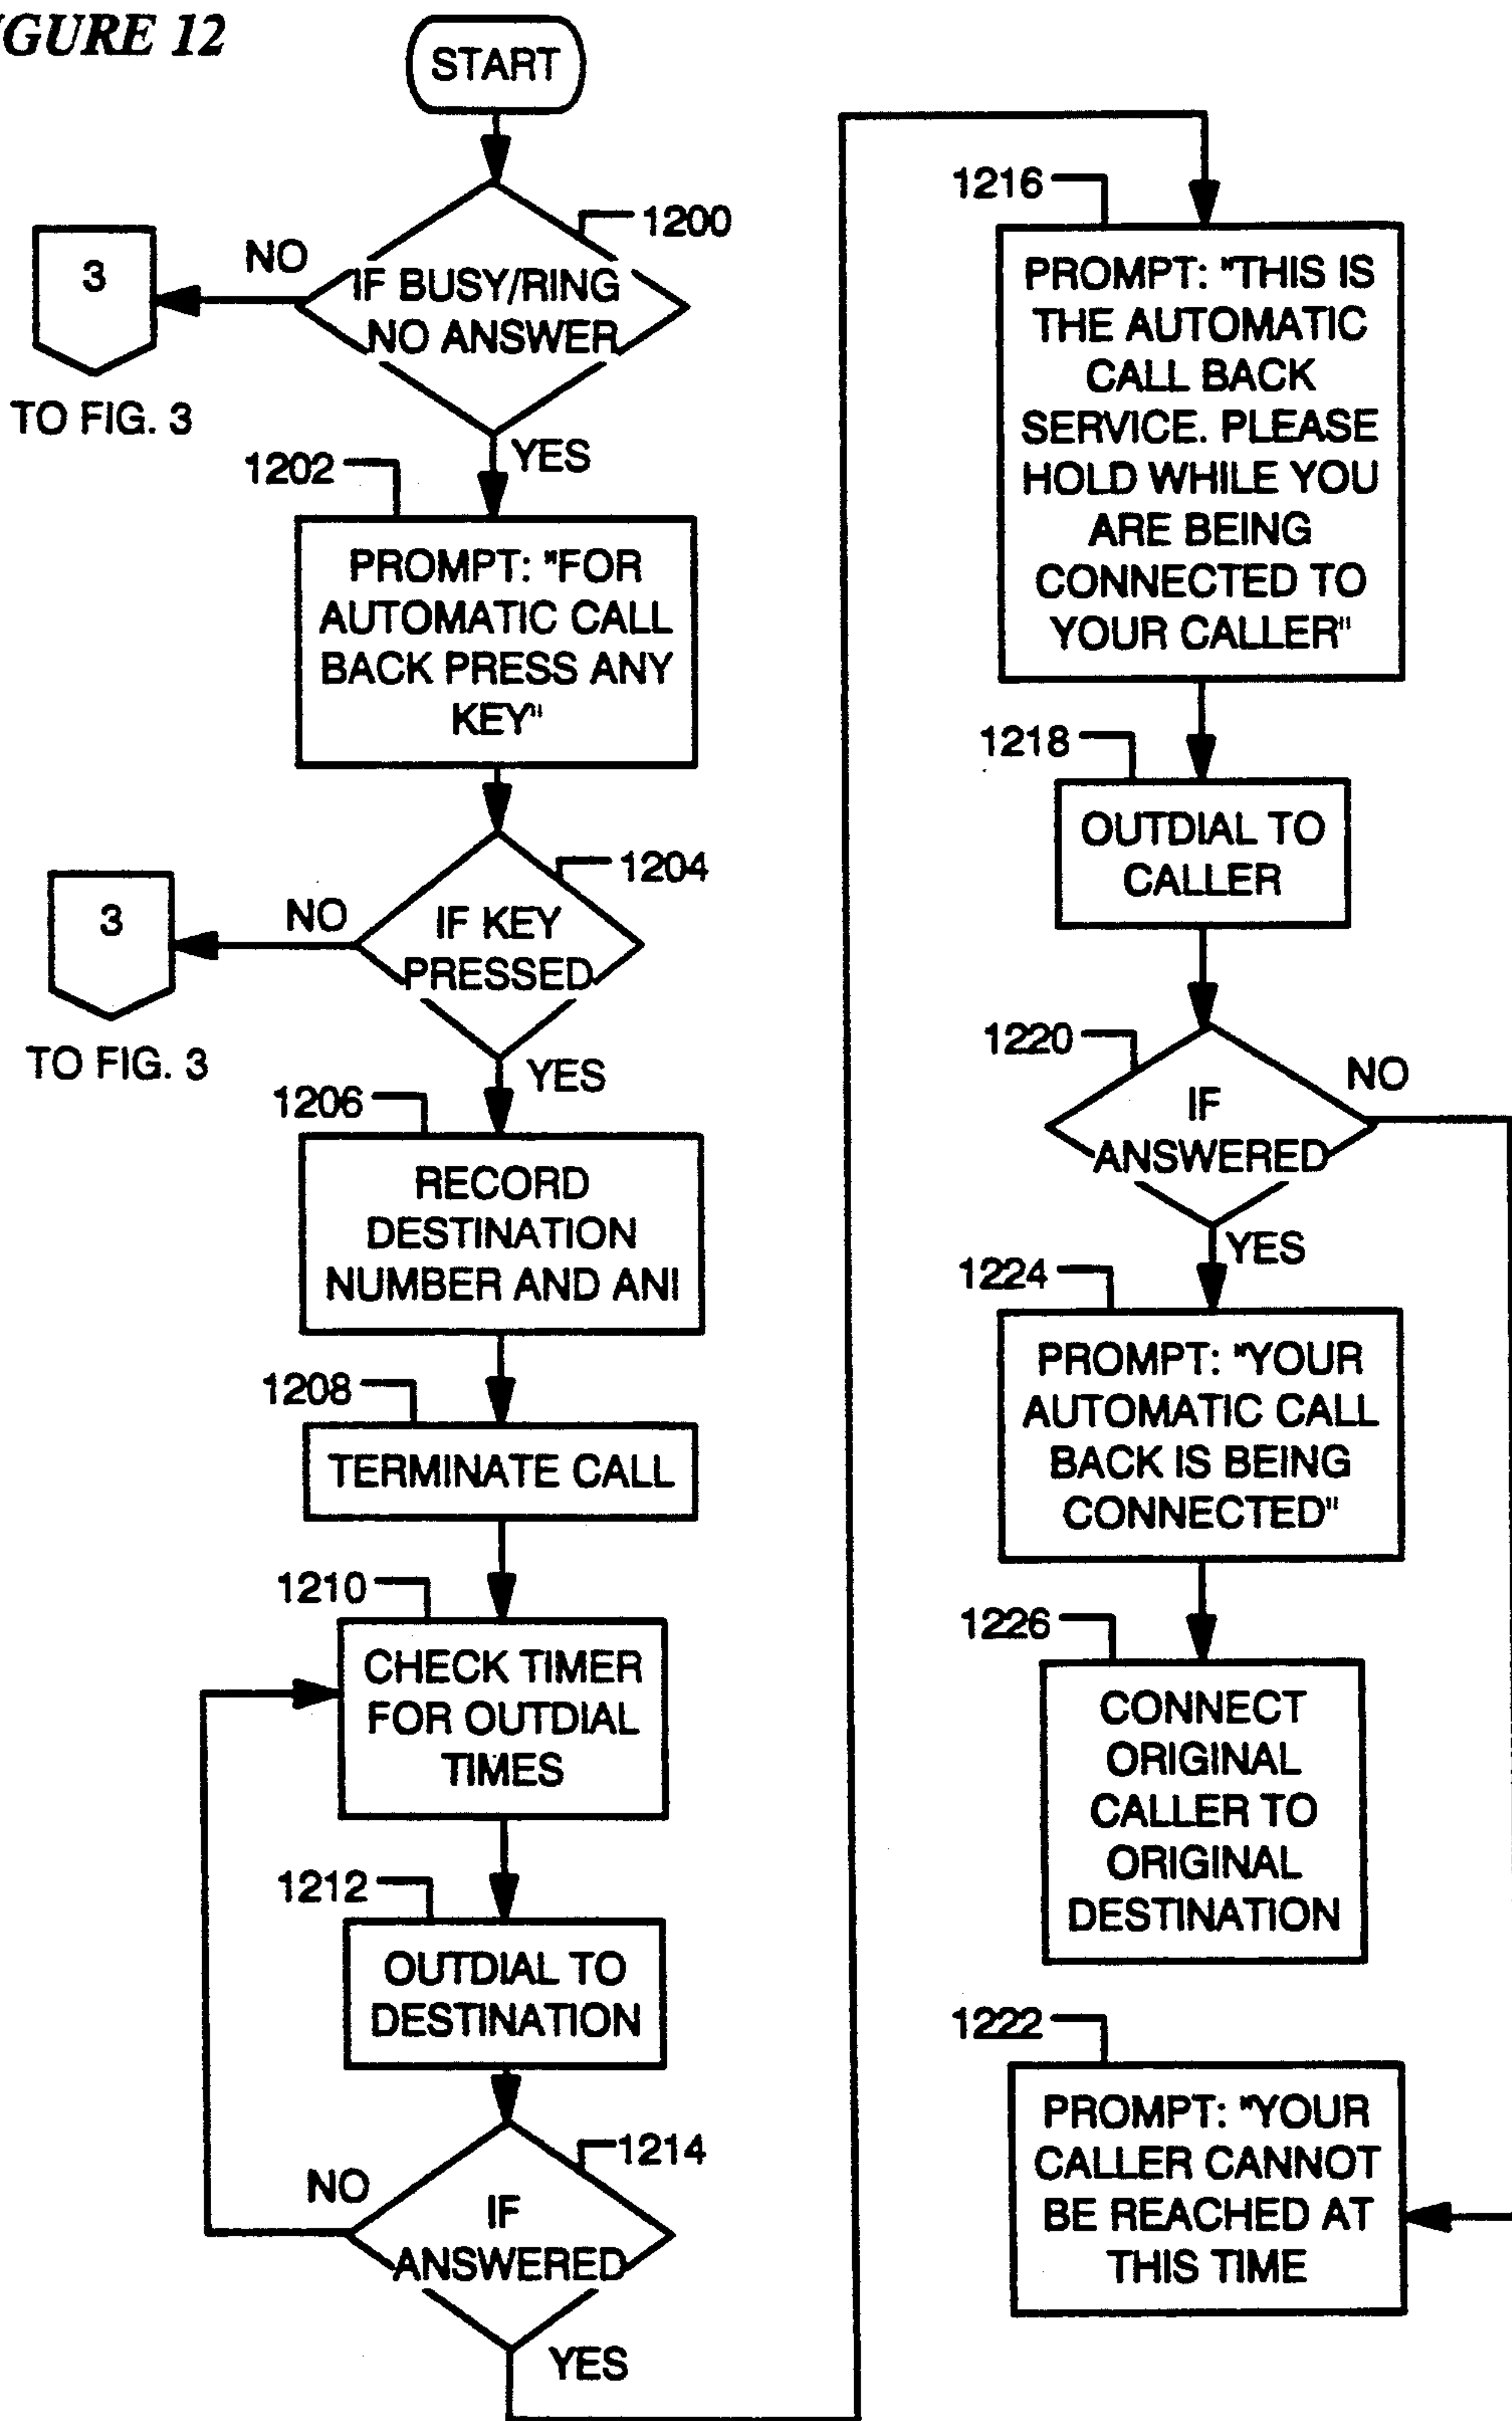 GURE 12
START
1200
IF BUSY/RING
NO ANSWER
NO
3
TO FIG. 3
YES
1202
PROMPT: "FOR
AUTOMATIC CALL
BACK PRESS ANY
KEY"
1204
IF KEY
PRESSED
NO
3
TO FIG. 3
YES
1206
RECORD
DESTINATION
NUMBER AND ANI
1208
TERMINATE CALL
1210
CHECK TIMER
FOR OUTDIAL
TIMES
1212
OUTDIAL TO
DESTINATION
1214
NO
IF
ANSWERED
YES
1216
PROMPT: "THIS IS
THE AUTOMATIC
CALL BACK
SERVICE. PLEASE
HOLD WHILE YOU
ARE BEING
CONNECTED TO
YOUR CALLER"
1218
OUTDIAL TO
CALLER
1220
NO
IF
ANSWERED
YES
1224
PROMPT: "YOUR
AUTOMATIC CALL
BACK IS BEING
CONNECTED"
1226
CONNECT
ORIGINAL
CALLER TO
ORIGINAL
DESTINATION
1222
PROMPT: "YOUR
CALLER CANNOT
BE REACHED AT
THIS TIME